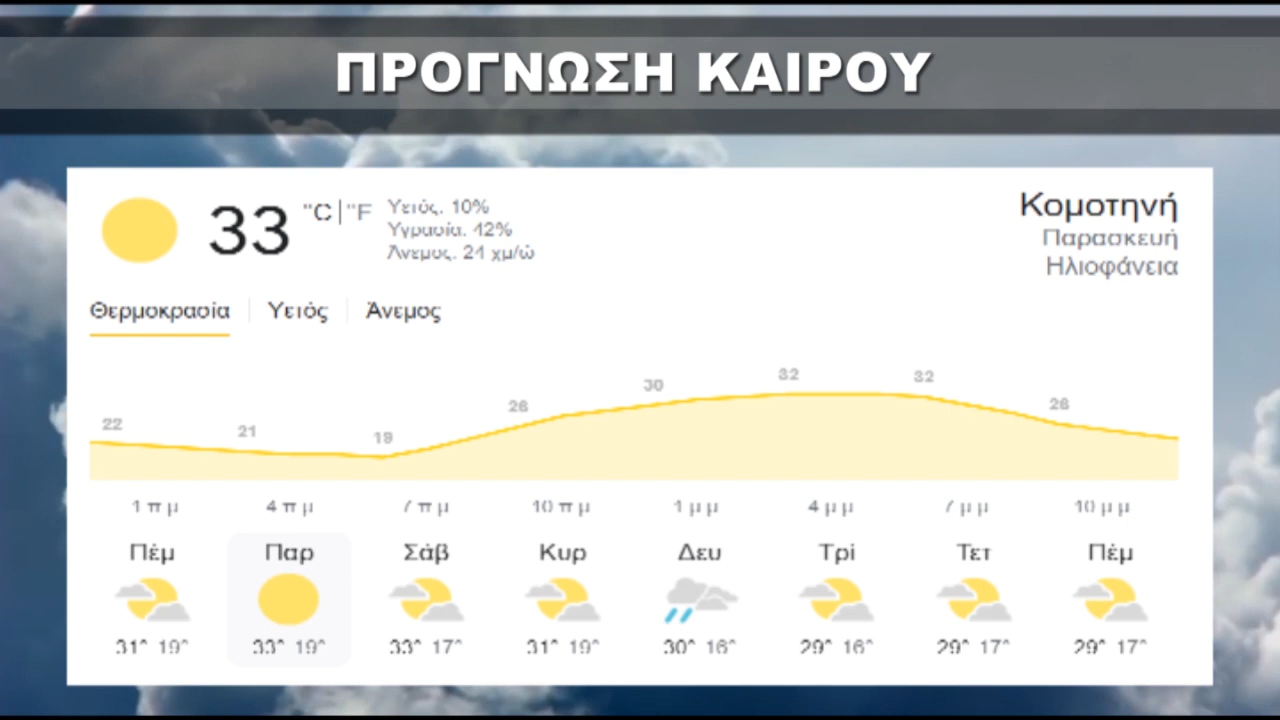 ΠΡΟΓΝΩΣΗ ΚΑΙΡΟΥ
33 °C | °F
Υετός: 10%
Υγρασία: 42%
Άνεμος: 21 χμ/ώ
Κομοτηνή
Παρασκευή
Ηλιοφάνεια
Θερμοκρασία Υετός Άνεμος
22 21 19 26 30 32 32 26
1 π μ 4 π μ 7 π μ 10 π μ 1 μ μ 4 μ μ 7 μ μ 10 μ μ
Πέμ Παρ Σάβ Κυρ Δευ Τρί Τετ Πέμ
31° 19° 33° 19° 33° 17° 31° 19° 30° 16° 29° 16° 29° 17° 29° 17°